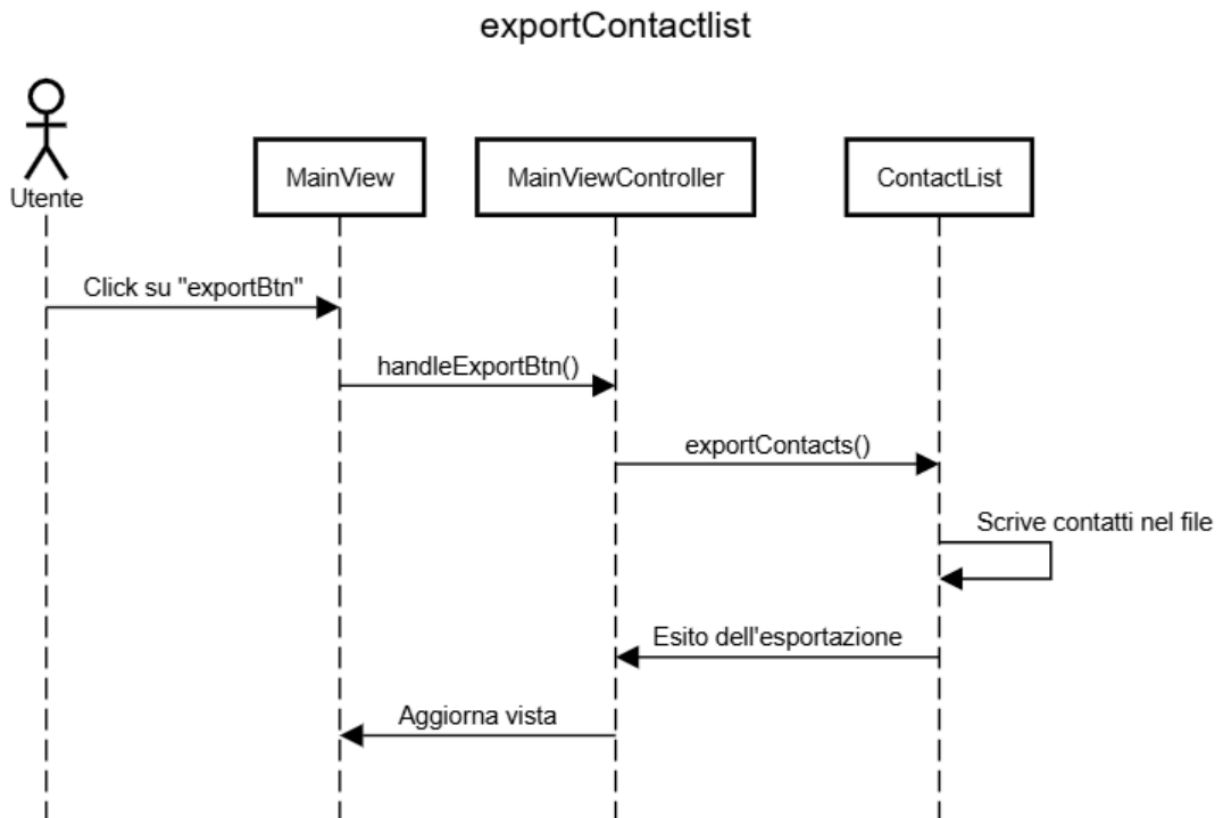 exportContactlist
Utente
MainView
MainViewController
ContactList
Click su "exportBtn"
handleExportBtn()
exportContacts()
Scrive contatti nel file
Esito dell'esportazione
Aggiorna vista